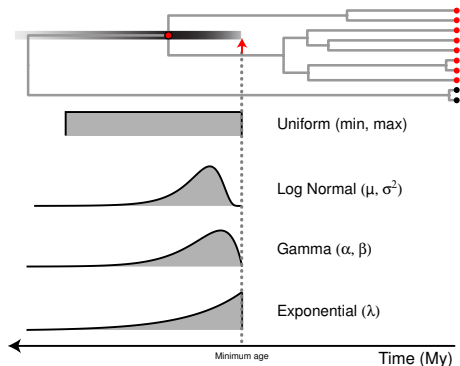 Uniform (min, max)
Log Normal (μ, σ²)
Gamma (α, β)
Exponential (λ)
Minimum age
Time (My)